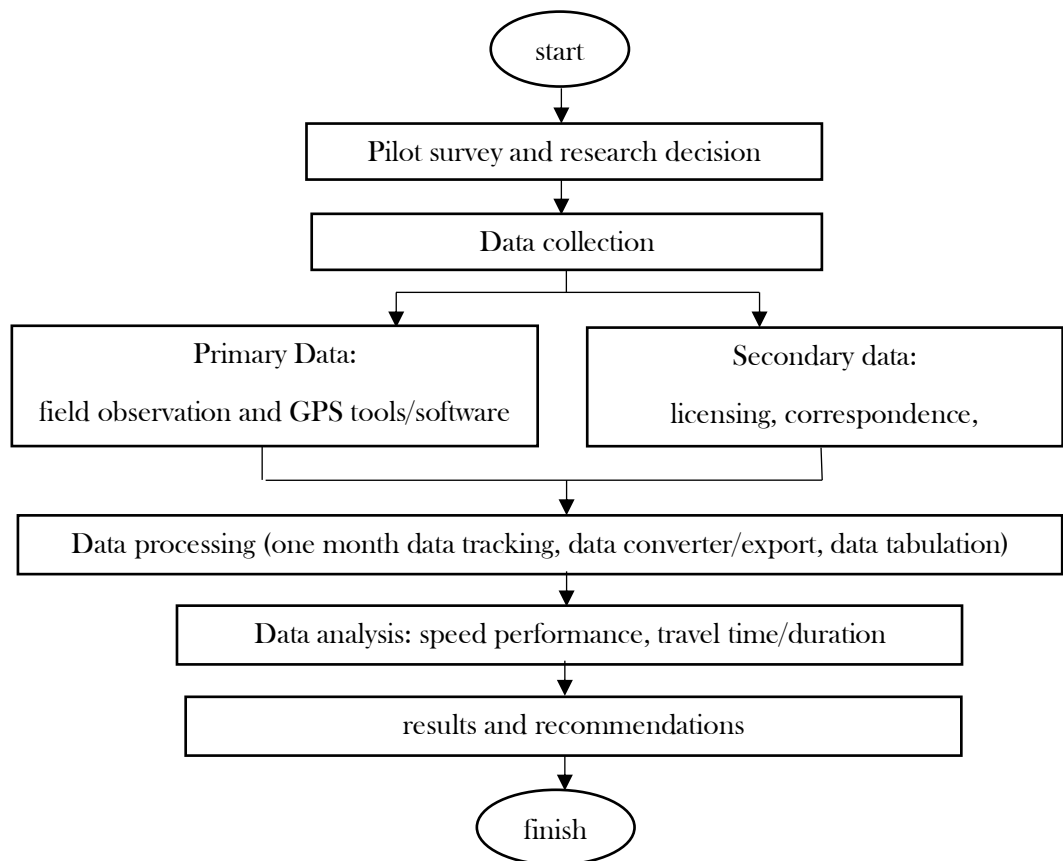 start
Pilot survey and research decision
Data collection
Primary Data:
field observation and GPS tools/software
Secondary data:
licensing, correspondence,
Data processing (one month data tracking, data converter/export, data tabulation)
Data analysis: speed performance, travel time/duration
results and recommendations
finish